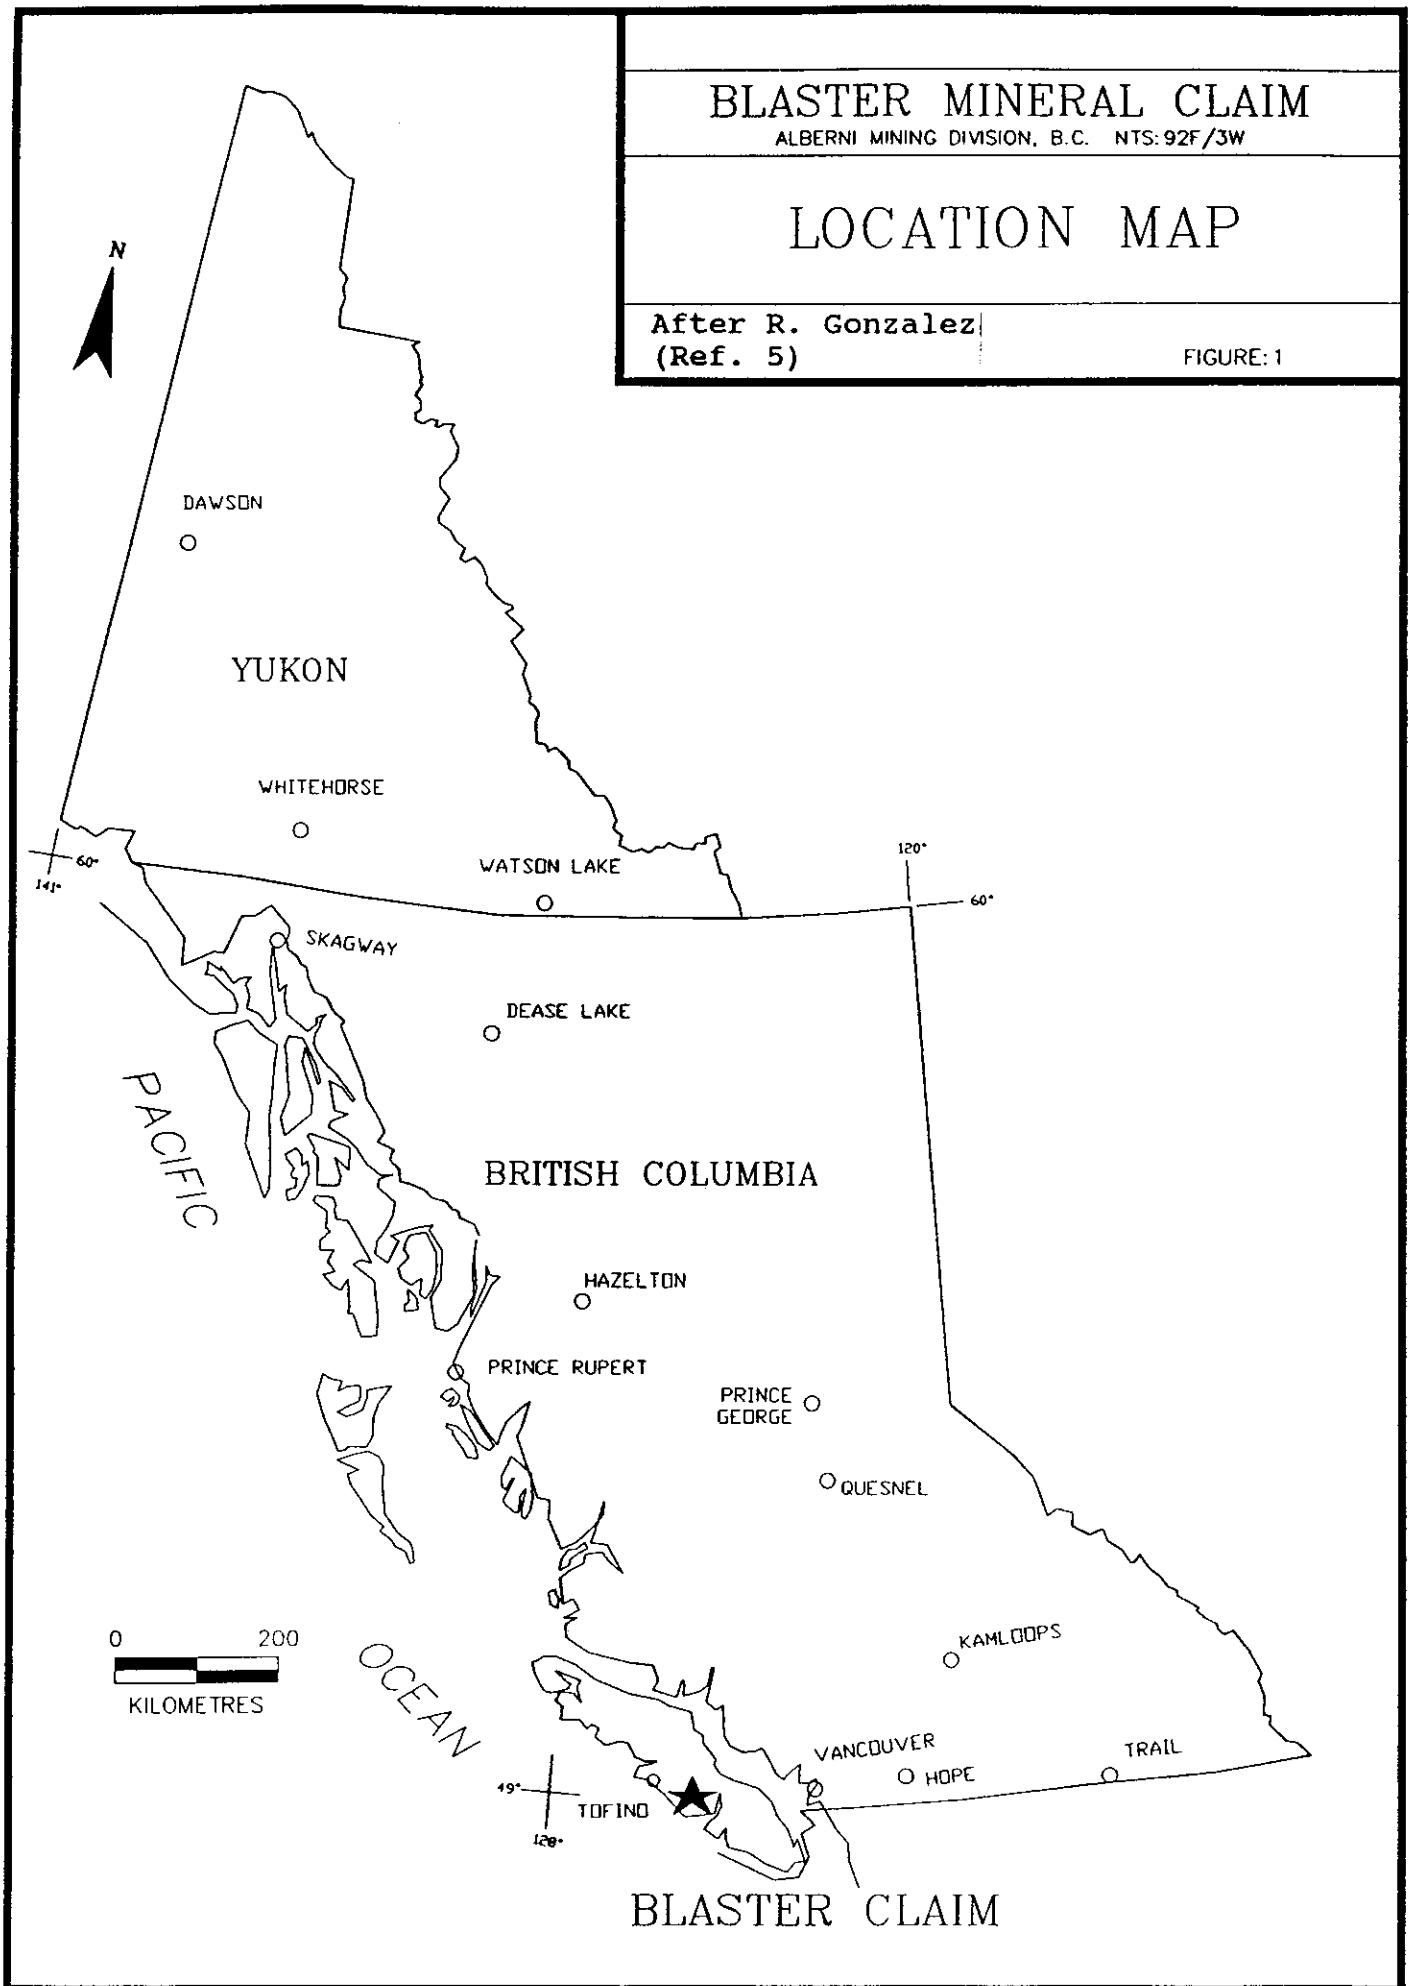 BLASTER MINERAL CLAIM
ALBERNI MINING DIVISION, B.C. NTS: 92F/3W
LOCATION MAP
After R. Gonzalez
(Ref. 5)
FIGURE: 1
N
DAWSON
YUKON
WHITEHORSE
WATSON LAKE
60°
141°
120°
60°
SKAGWAY
DEASE LAKE
PACIFIC
BRITISH COLUMBIA
HAZELTON
PRINCE RUPERT
PRINCE
GEORGE
QUESNEL
0 200
KILOMETRES
OCEAN
KAMLOOPS
VANCOUVER
HOPE
TRAIL
49°
TOFINO
128°
BLASTER CLAIM